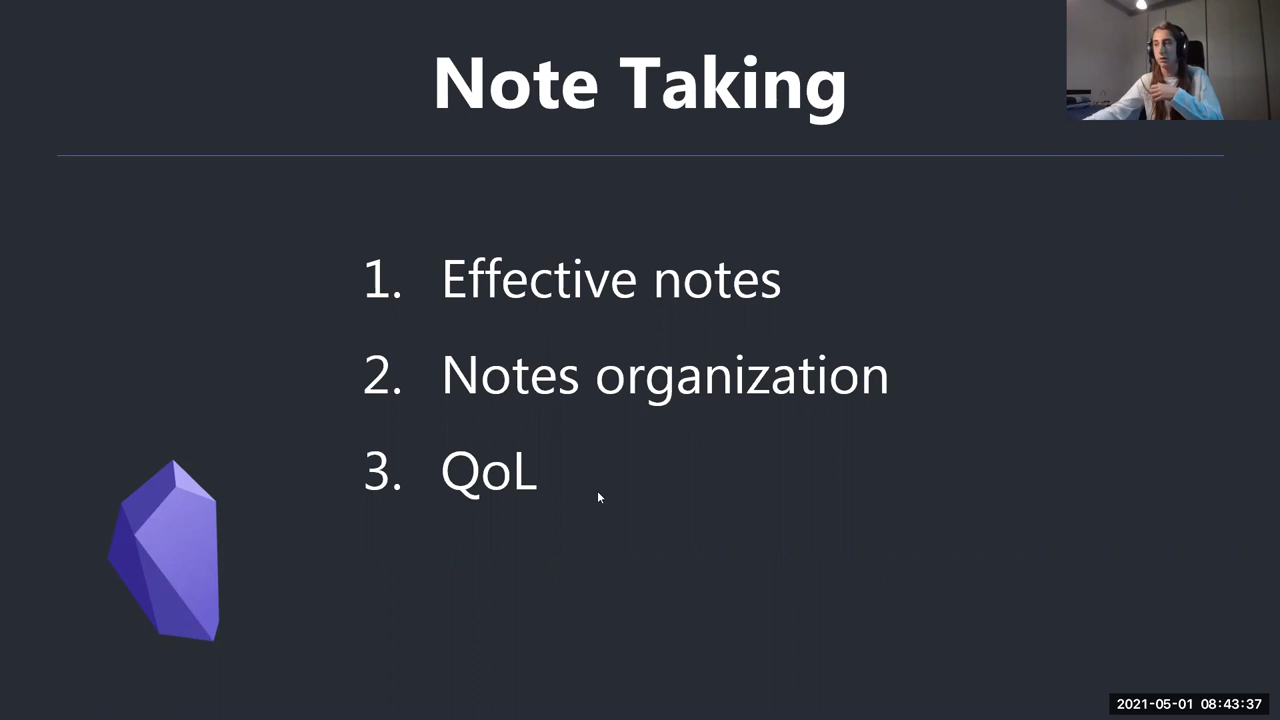 Note Taking
1. Effective notes
2. Notes organization
3. QoL
2021-05-01 08:43:37